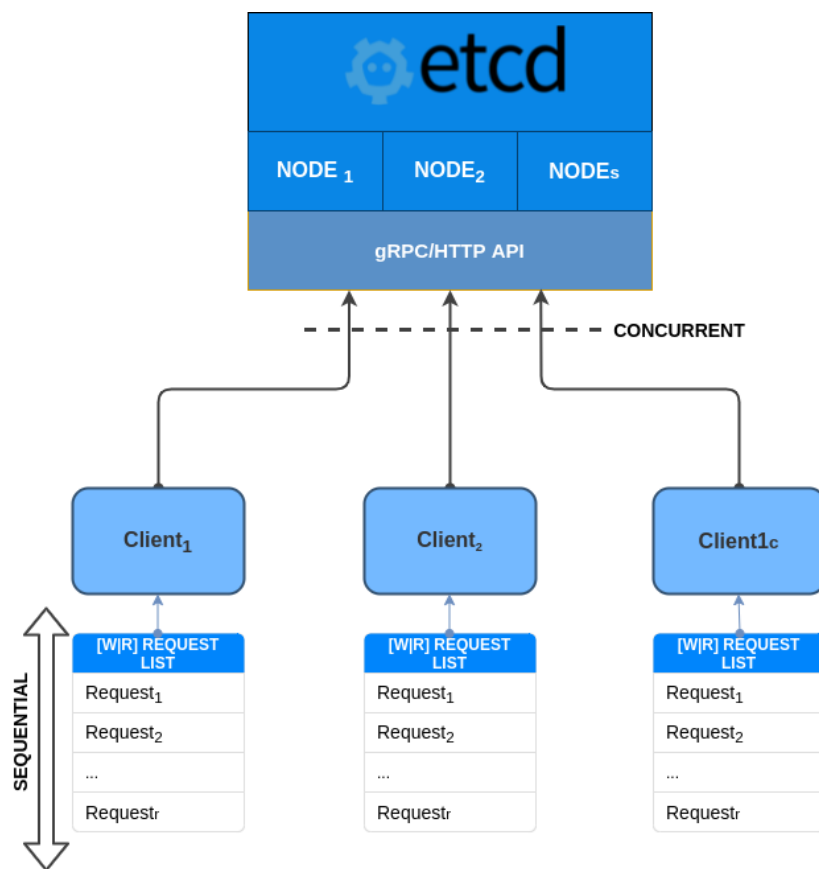 etcd
NODE 1
NODE2
NODEs
gRPC/HTTP API
CONCURRENT
Client1
Client2
Client1c
SEQUENTIAL
[W|R] REQUEST
LIST
Request1
Request2
...
Requestr
[W|R] REQUEST
LIST
Request1
Request2
...
Requestr
[W|R] REQUEST
LIST
Request1
Request2
...
Requestr